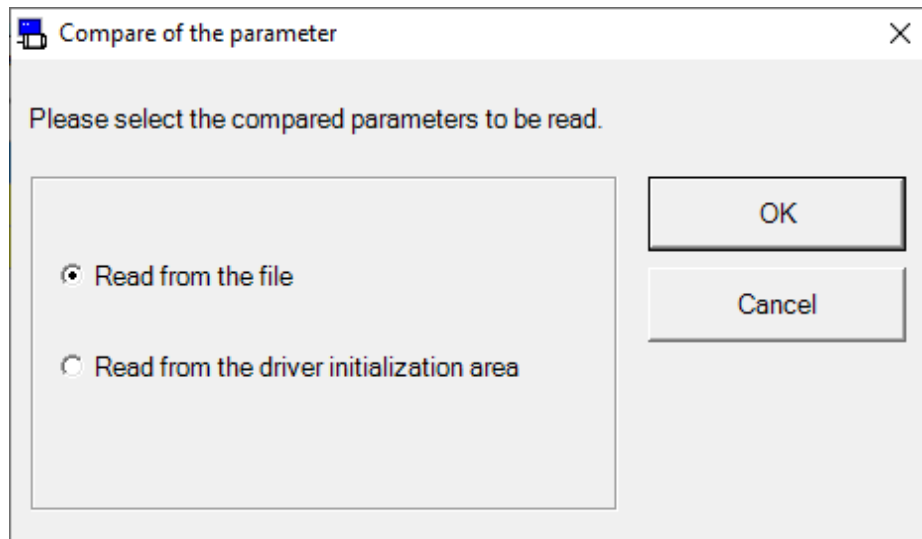 Compare of the parameter
Please select the compared parameters to be read.
Read from the file
Read from the driver initialization area
OK
Cancel